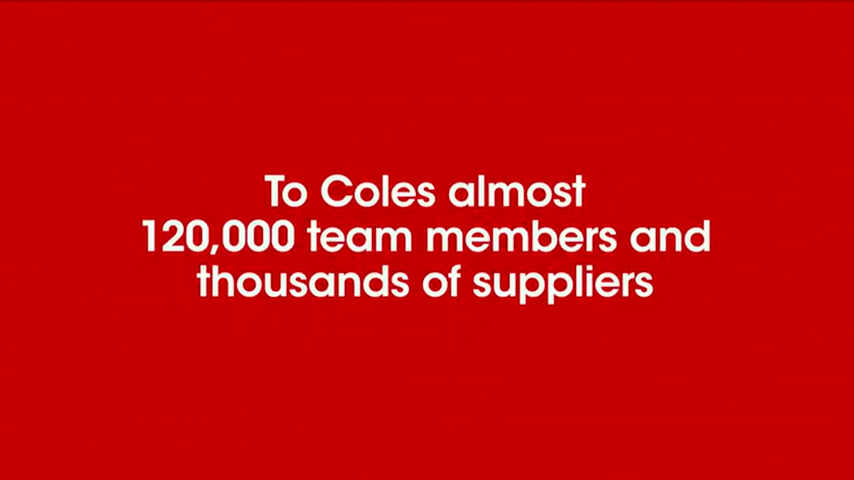 To Coles almost
120,000 team members and
thousands of suppliers